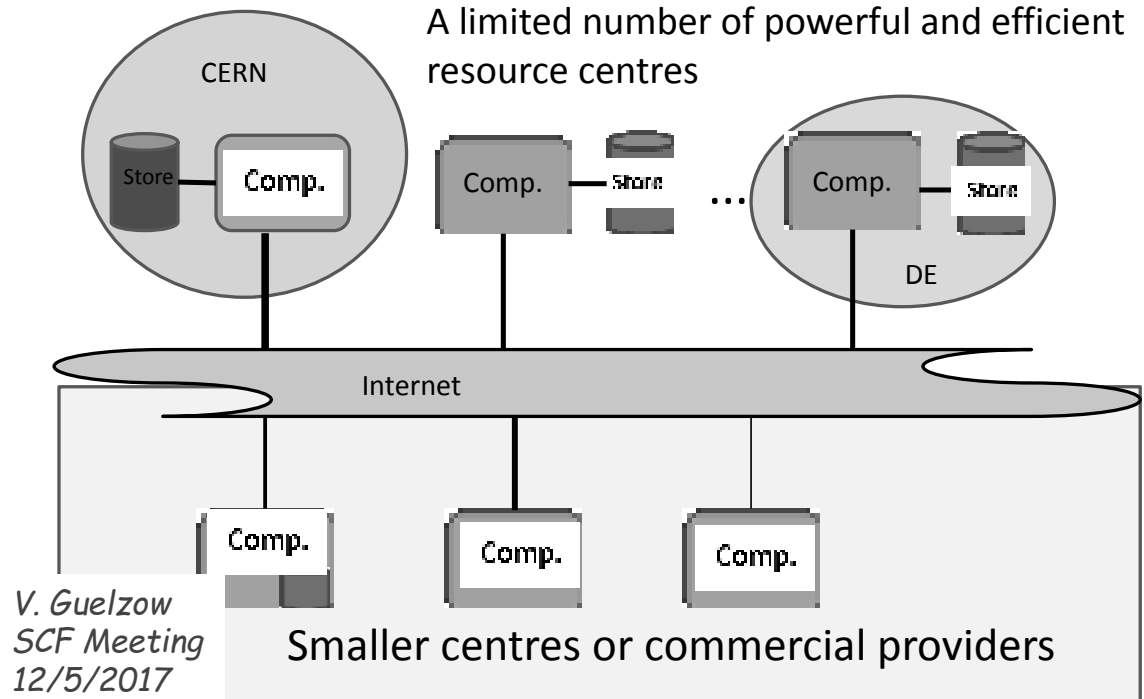 A limited number of powerful and efficient
resource centres
CERN
Store
Comp.
Comp.
Store
...
Comp.
Store
DE
Internet
Comp.
Comp.
Comp.
V. Guelzow
SCF Meeting
12/5/2017
Smaller centres or commercial providers